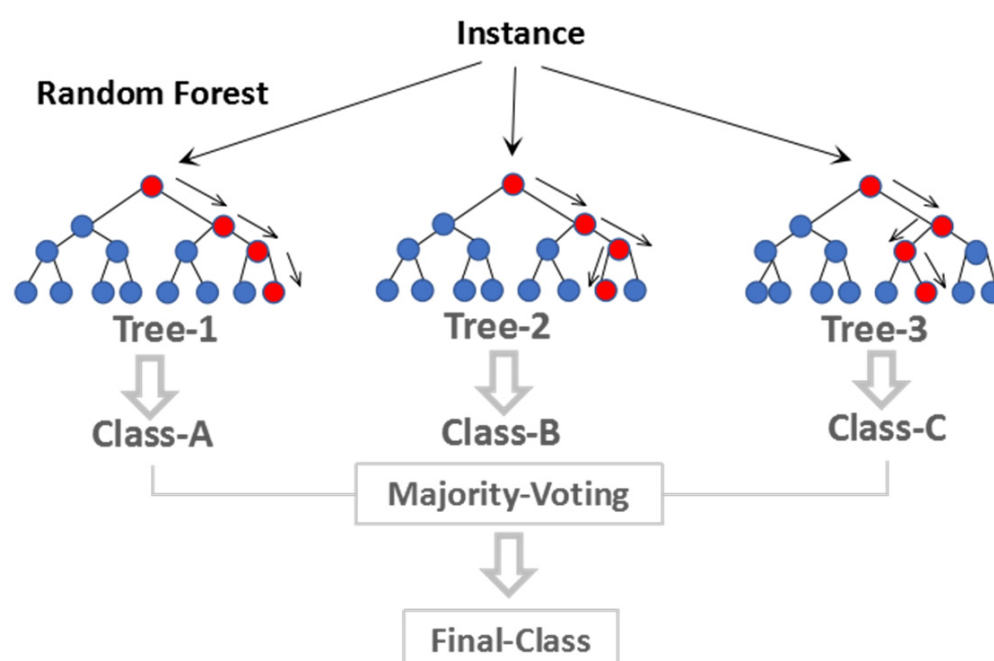 Instance
Random Forest
Tree-1
Tree-2
Tree-3
Class-A
Class-B
Class-C
Majority-Voting
Final-Class